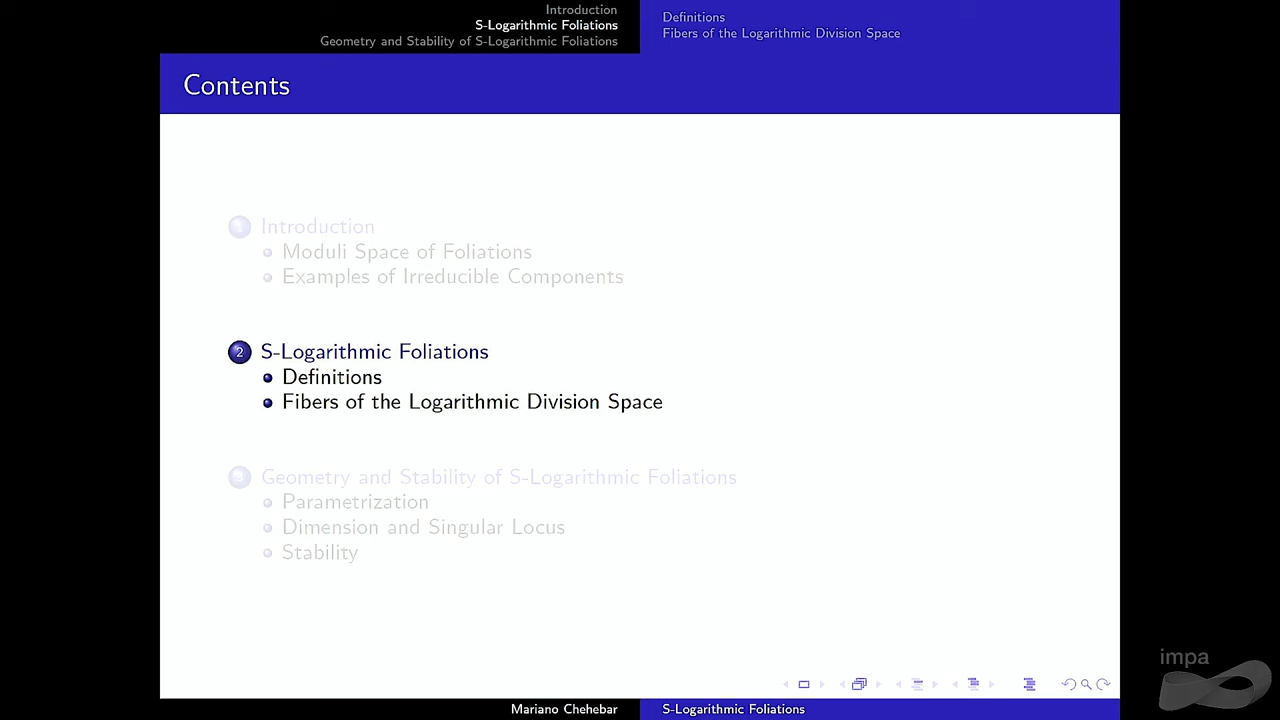 Introduction
S-Logarithmic Foliations
Geometry and Stability of S-Logarithmic Foliations
Definitions
Fibers of the Logarithmic Division Space
Contents
1 Introduction
Moduli Space of Foliations
Examples of Irreducible Components
2 S-Logarithmic Foliations
Definitions
Fibers of the Logarithmic Division Space
3 Geometry and Stability of S-Logarithmic Foliations
Parametrization
Dimension and Singular Locus
Stability
impa
Mariano Chehebar
S-Logarithmic Foliations